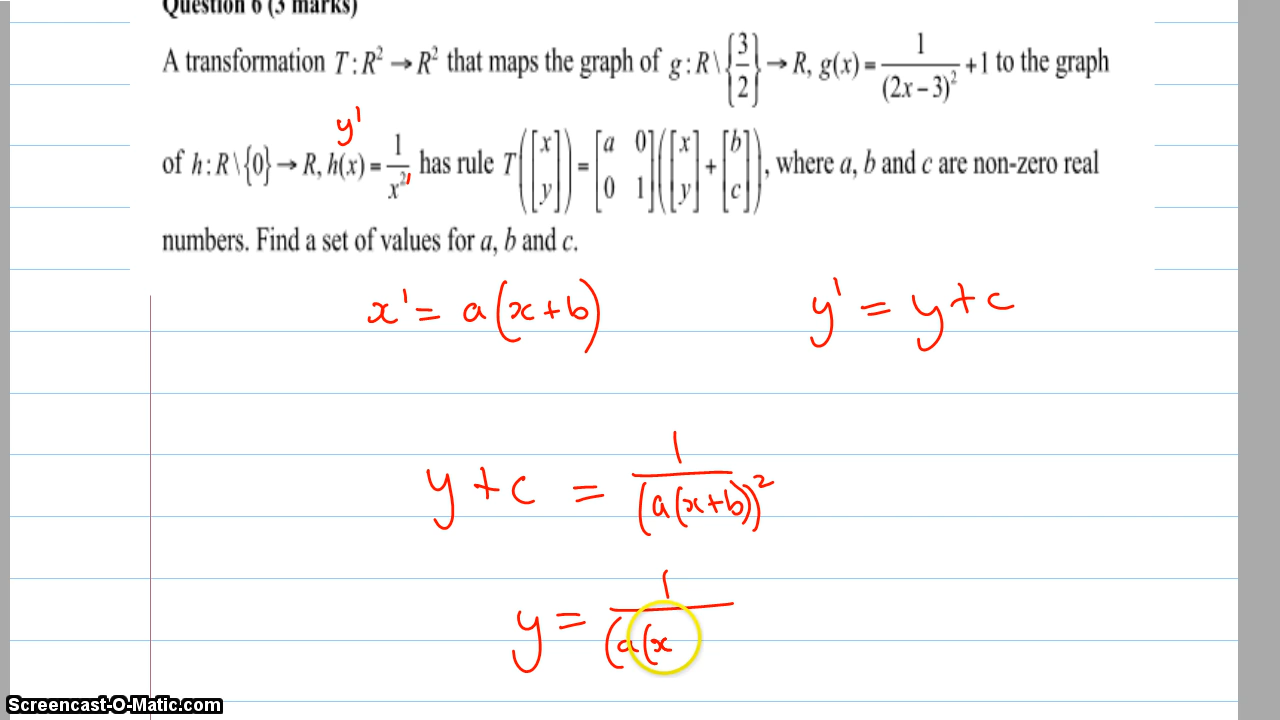 Question 6 (3 marks)
A transformation T : R² → R² that maps the graph of g : R \ {3/2} → R, g(x) = 1/(2x − 3)² + 1 to the graph
y'
of h : R \ {0} → R, h(x) = 1/x²' has rule T([x y]) = [a 0 0 1]([x y] + [b c]), where a, b and c are non-zero real
numbers. Find a set of values for a, b and c.
x' = a(x+b) y' = y+c
y+c = 1/(a(x+b))²
y = 1/(a(x
Screencast-O-Matic.com